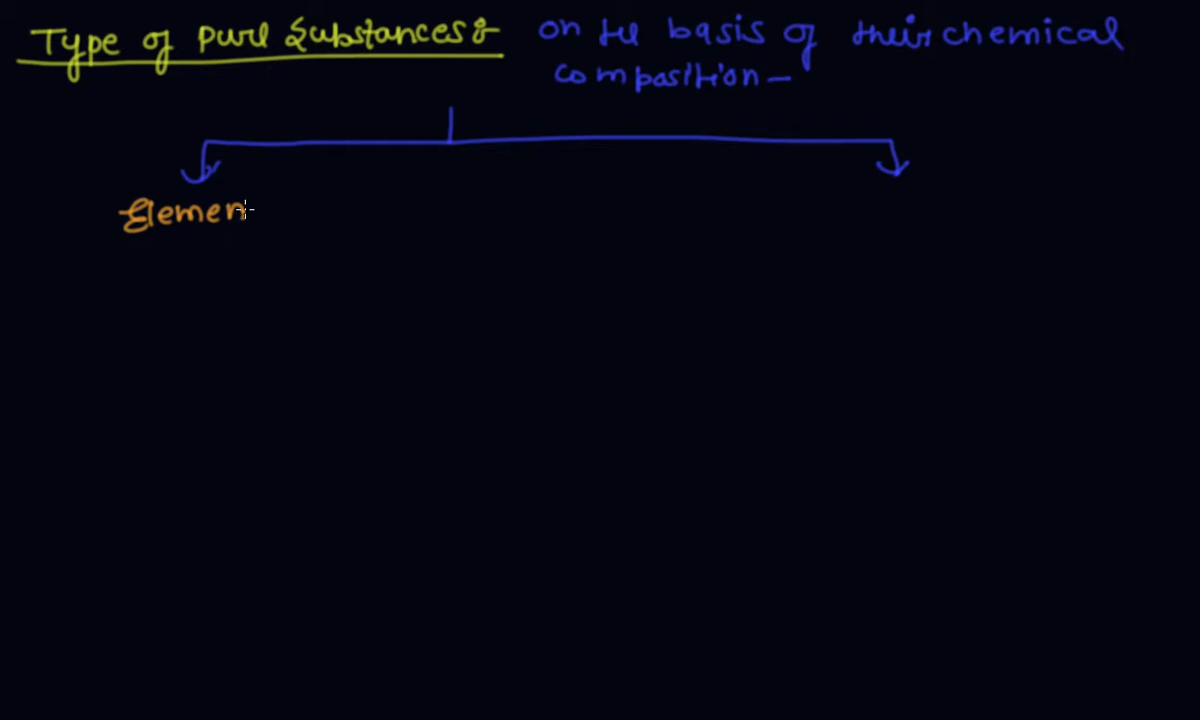 Type of pure Substances:- on the basis of their chemical
composition -
Elemen